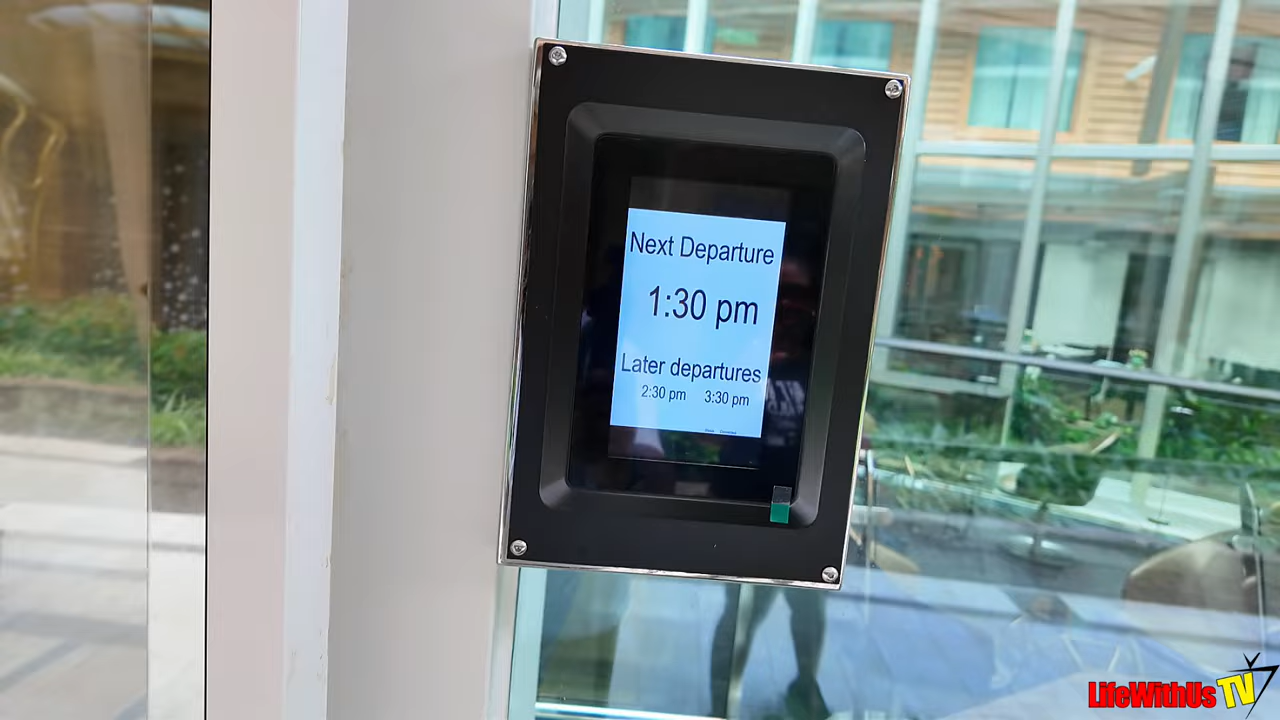 Next Departure
1:30 pm
Later departures
2:30 pm 3:30 pm
LifeWithUs TV